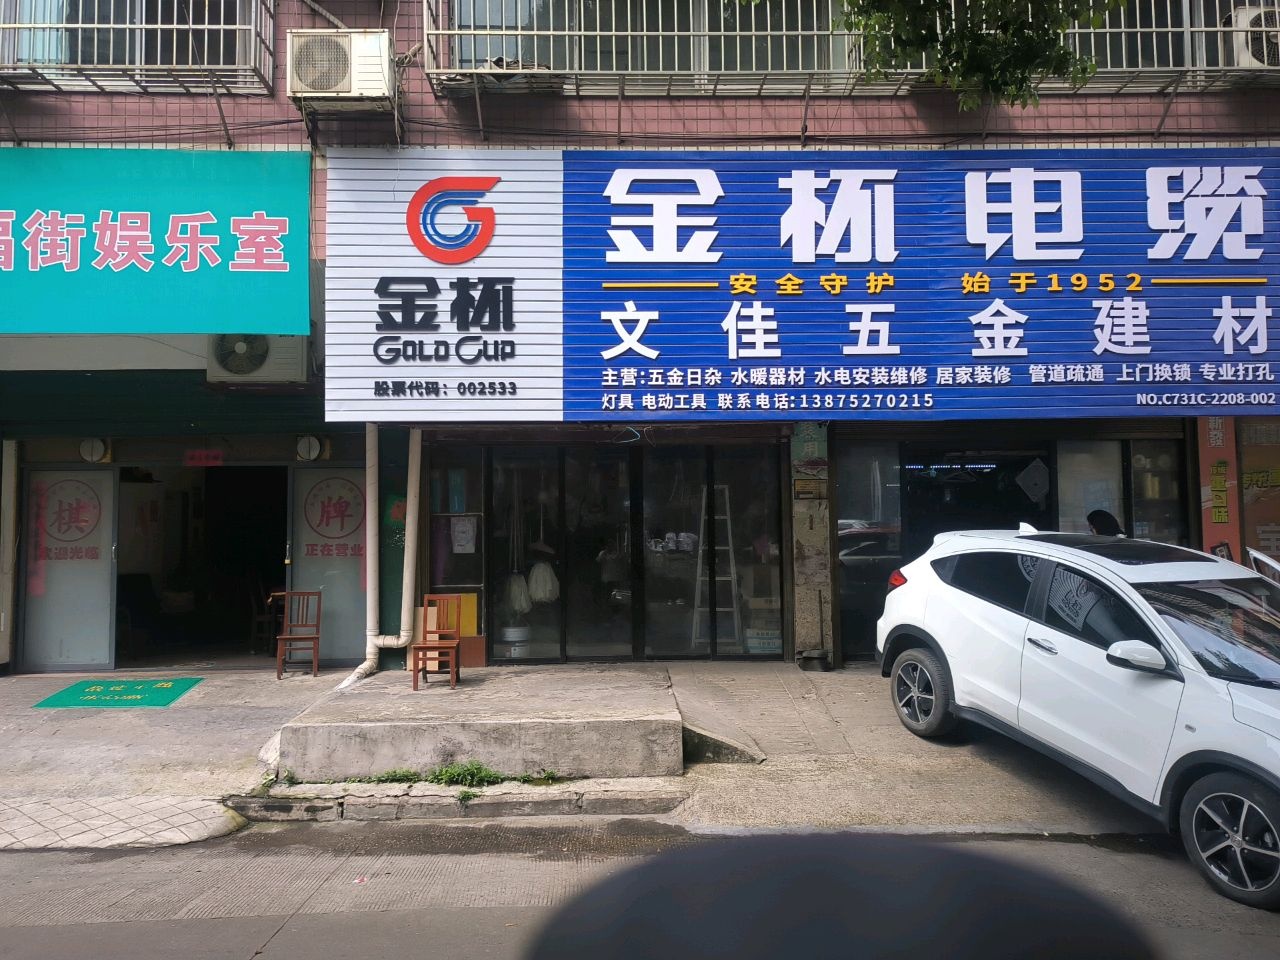 街娱乐室
金杯
GOLD CUP
股票代码：002533
金杯电缆
安全守护 始于1952
文佳五金建材
主营:五金日杂 水暖器材 水电安装维修 居家装修 管道疏通 上门换锁 专业打孔
灯具 电动工具 联系电话:13875270215
NO.C731C-2208-002
棋
欢迎光临
牌
正在营业